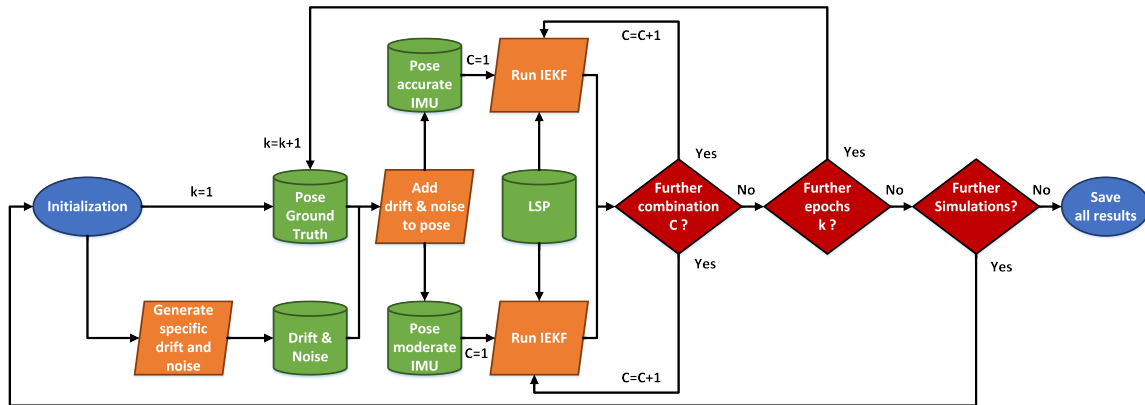 C=C+1
Pose
accurate
IMU
C=1
Run IEKF
k=k+1
Yes
Yes
Initialization
k=1
Pose
Ground
Truth
Add
drift & noise
to pose
LSP
Further
combination
C ?
No
Further
epochs
k ?
No
Further
Simulations?
No
Save
all results
Yes
Yes
Generate
specific
drift and
noise
Drift &
Noise
Pose
moderate
IMU
C=1
Run IEKF
C=C+1